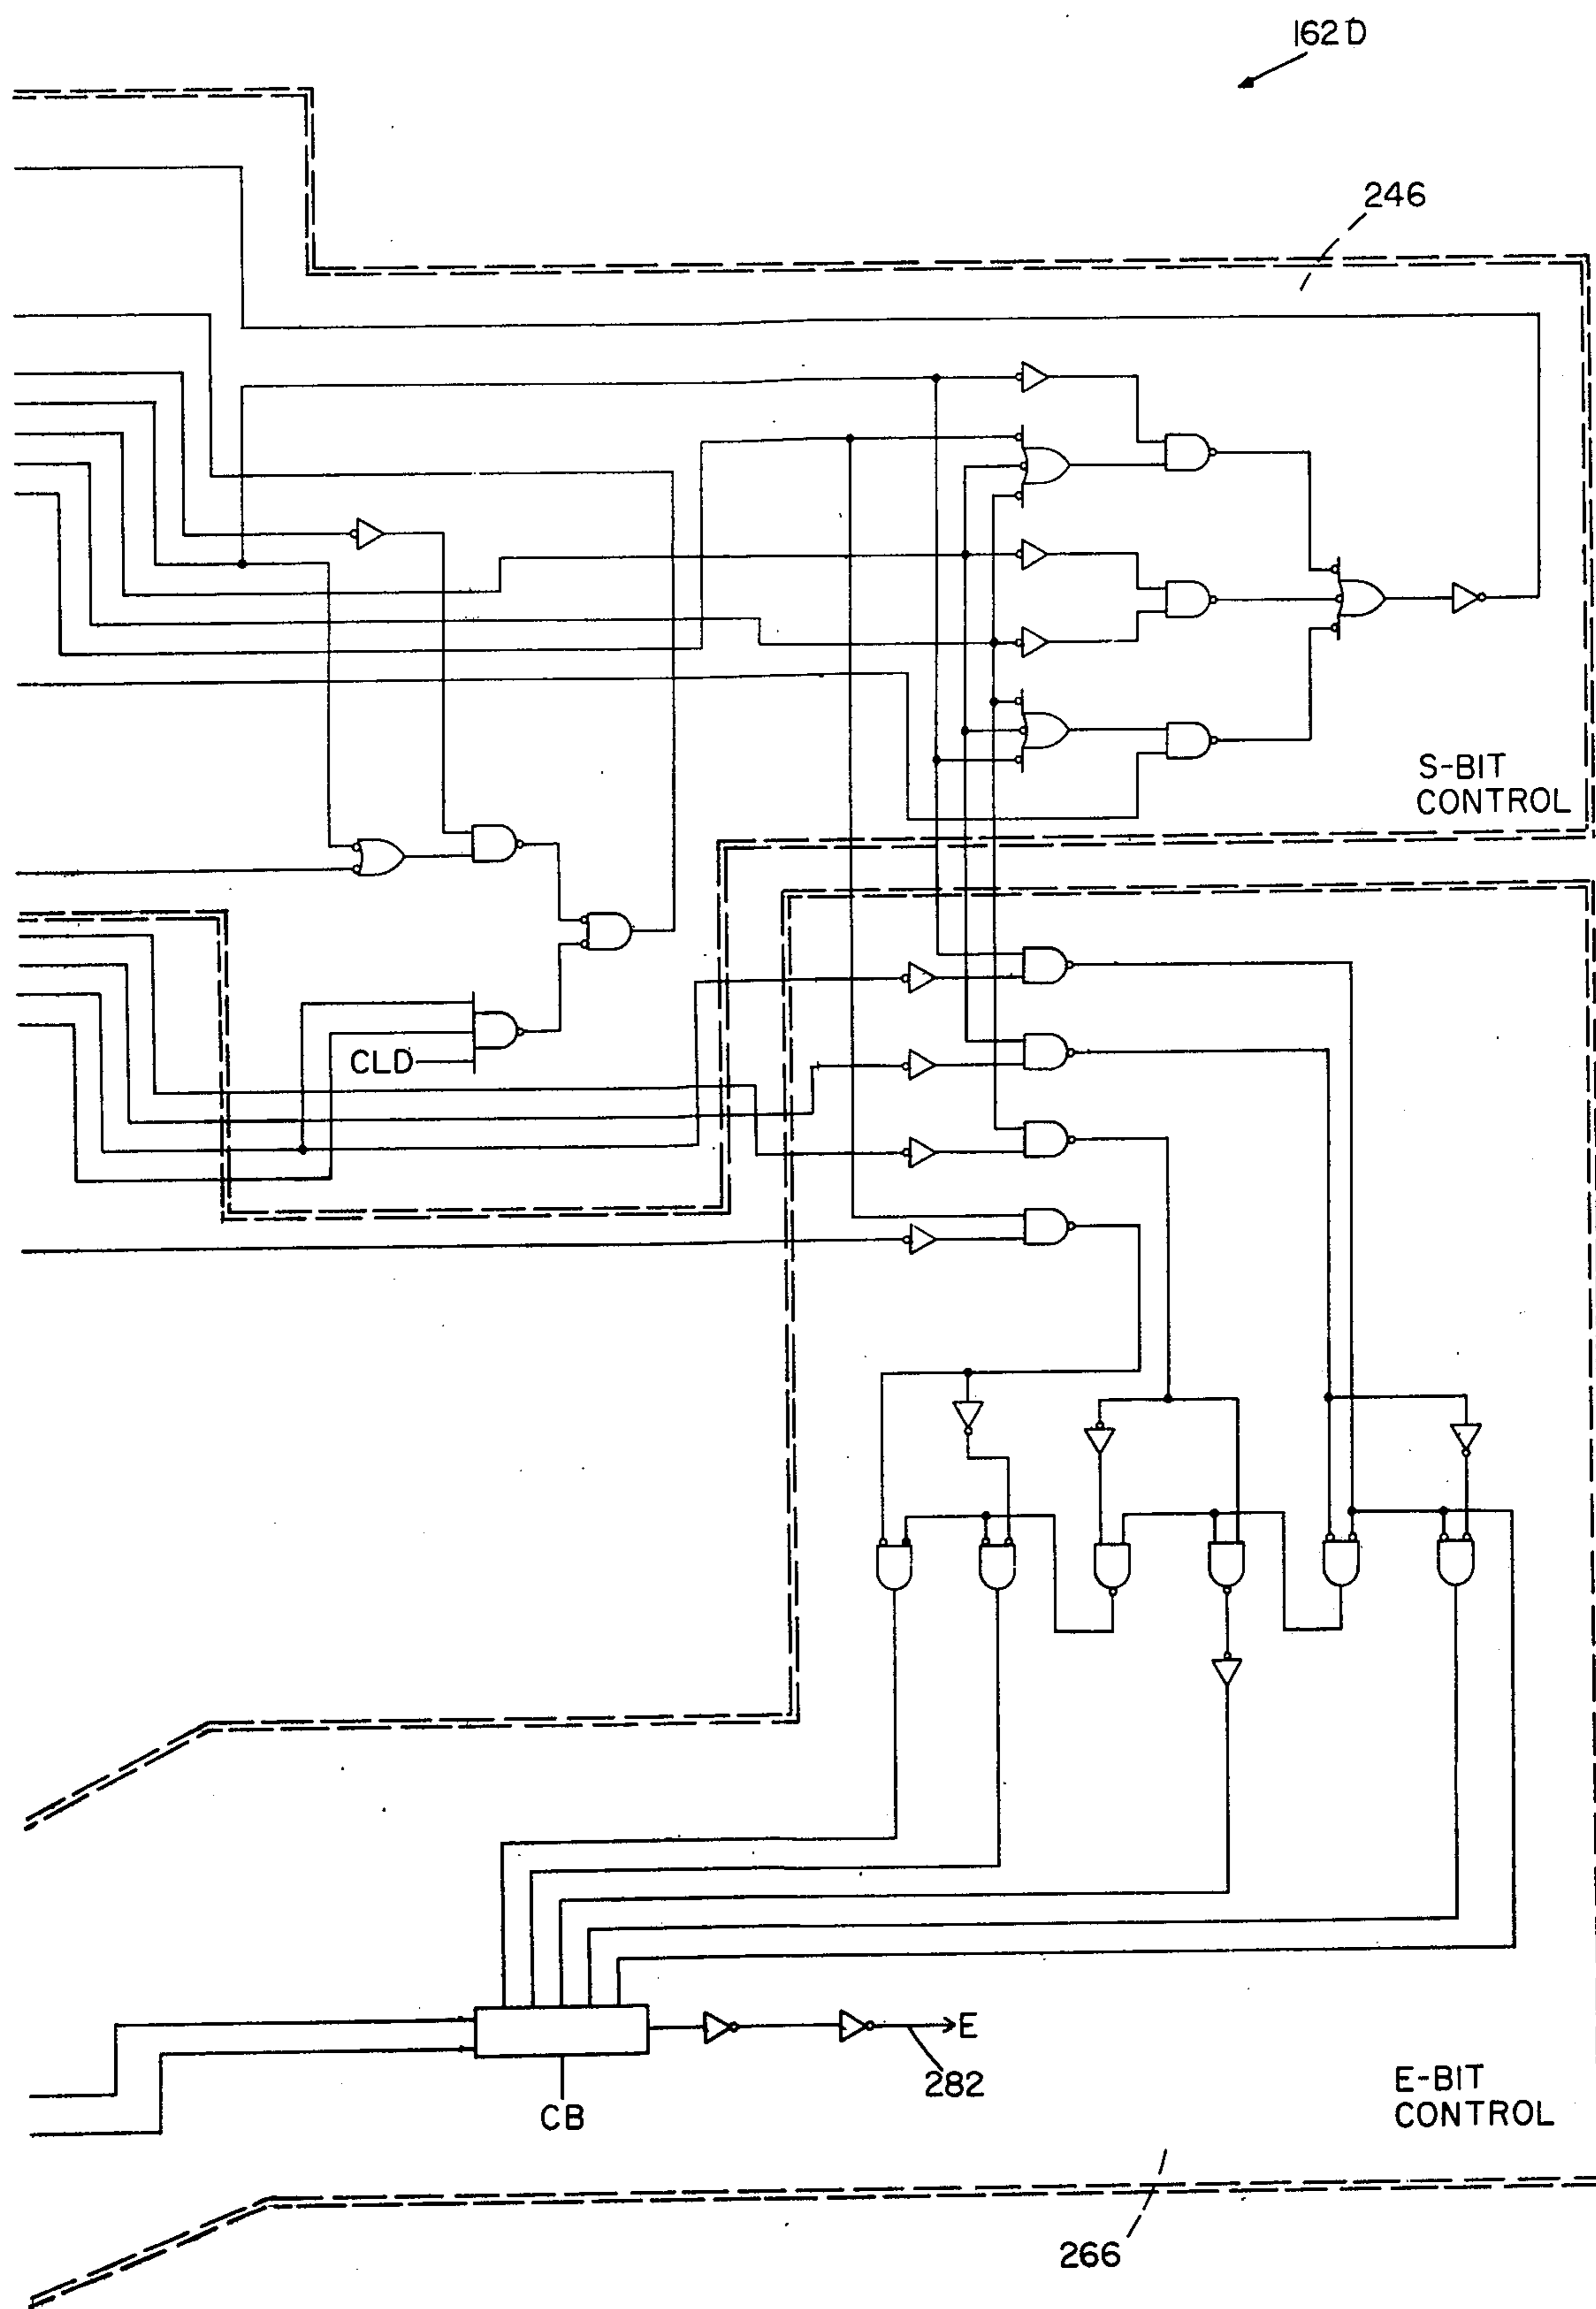 162D
246
S-BIT
CONTROL
CLD
E
282
CB
E-BIT
CONTROL
266